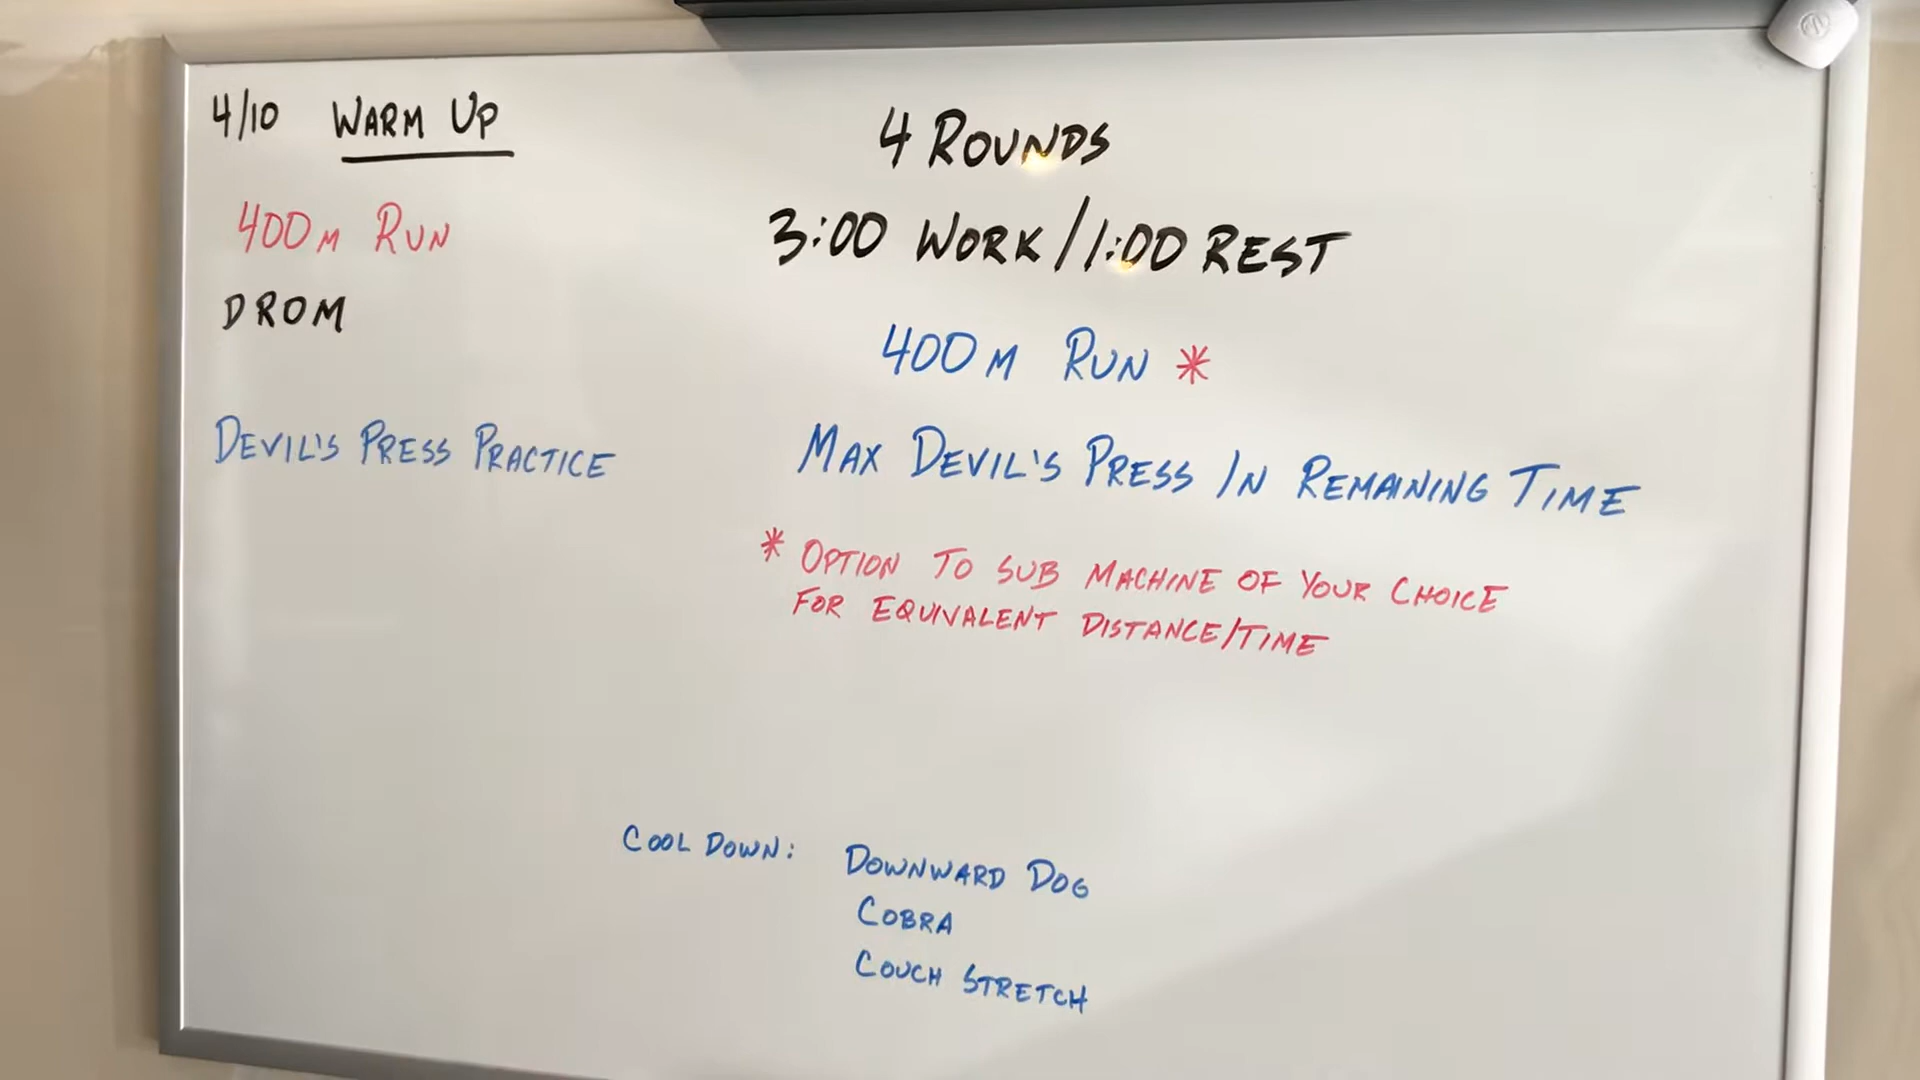 4/10 WARM UP
400M RUN
DROM
DEVIL'S PRESS PRACTICE
4 ROUNDS
3:00 WORK/1:00 REST
400M RUN *
MAX DEVIL'S PRESS IN REMAINING TIME
* OPTION TO SUB MACHINE OF YOUR CHOICE
FOR EQUIVALENT DISTANCE/TIME
COOL DOWN: DOWNWARD DOG
COBRA
COUCH STRETCH